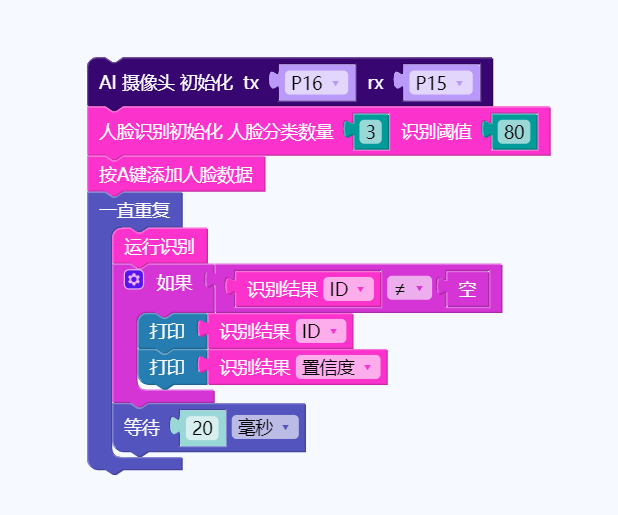 AI 摄像头 初始化 tx P16 rx P15
人脸识别初始化 人脸分类数量 3 识别阈值 80
按A键添加人脸数据
一直重复
运行识别
如果 识别结果 ID ≠ 空
打印 识别结果 ID
打印 识别结果 置信度
等待 20 毫秒